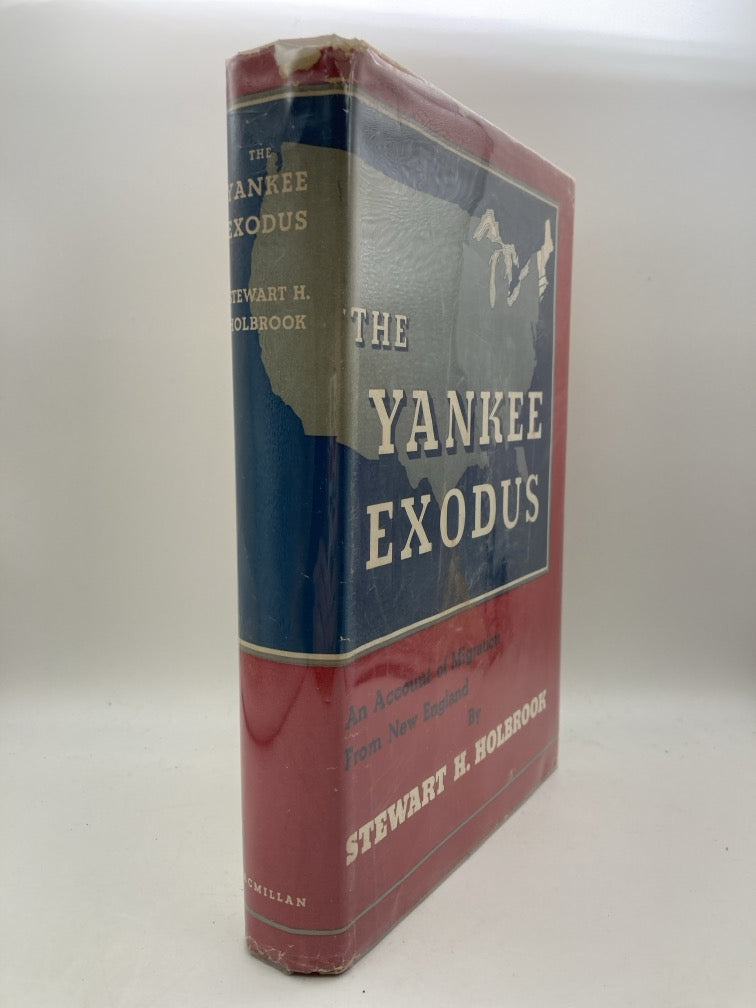 THE
YANKEE
EXODUS
STEWART H.
HOLBROOK
MACMILLAN
THE
YANKEE
EXODUS
An Account of Migration
From New England
By
STEWART H. HOLBROOK